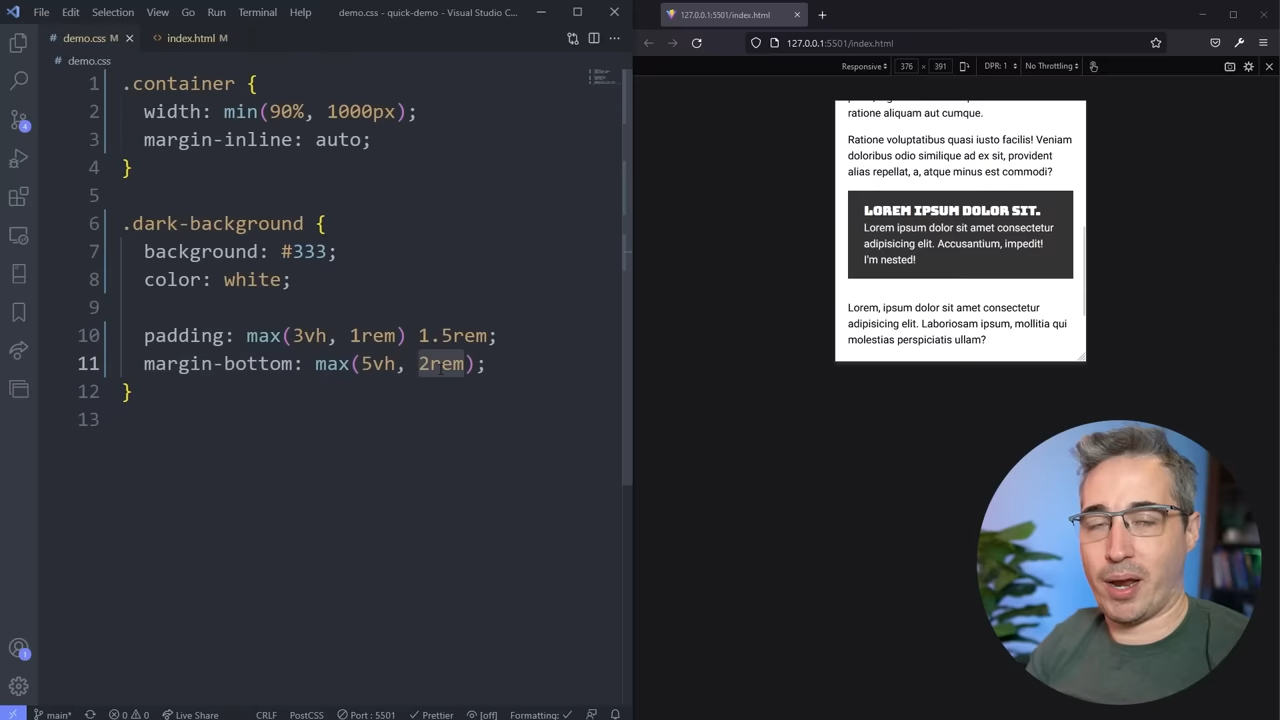 File Edit Selection View Go Run Terminal Help demo.css - quick-demo - Visual Studio C...
demo.css M
index.html M
demo.css
1 .container {
2 width: min(90%, 1000px);
3 margin-inline: auto;
4 }
5
6 .dark-background {
7 background: #333;
8 color: white;
9
10 padding: max(3vh, 1rem) 1.5rem;
11 margin-bottom: max(5vh, 2rem);
12 }
13
4
1
main* 0 0 Live Share CRLF PostCSS Port : 5501 Prettier [off] Formatting:
127.0.0.1:5501/index.html
127.0.0.1:5501/index.html
Responsive 376 × 391 DPR: 1 No Throttling
ratione aliquam aut cumque.
Ratione voluptatibus quasi iusto facilis! Veniam
doloribus odio similique ad ex sit, provident
alias repellat, a, atque minus est commodi?
LOREM IPSUM DOLOR SIT.
Lorem ipsum dolor sit amet consectetur
adipisicing elit. Accusantium, impedit!
I'm nested!
Lorem, ipsum dolor sit amet consectetur
adipisicing elit. Laboriosam ipsum, mollitia qui
molestias perspiciatis ullam?